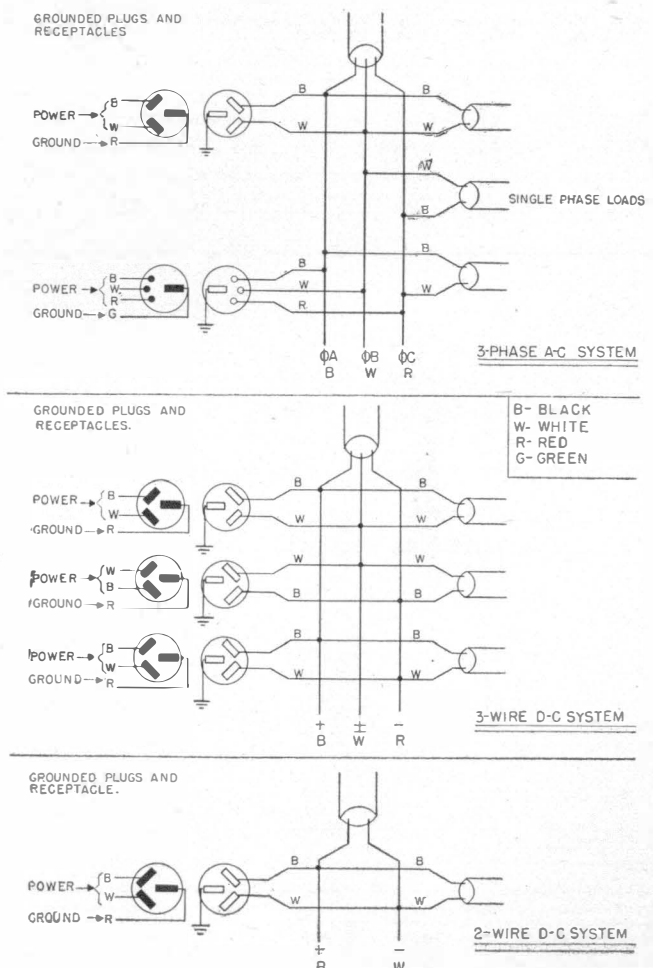 GROUNDED PLUGS AND
RECEPTACLES
B B
POWER B
W W W
GROUND R
W
SINGLE PHASE LOADS
B
B B
POWER B
W W W
R R
GROUND G
ΦA ΦB ΦC
B W R
3-PHASE A-C SYSTEM
GROUNDED PLUGS AND
RECEPTACLES.
B- BLACK
W- WHITE
R- RED
G- GREEN
B B
POWER B
W W W
GROUND R
W W
POWER W
B B B
GROUND R
B B
POWER B
W W W
GROUND R
+ ± −
B W R
3-WIRE D-C SYSTEM
GROUNDED PLUGS AND
RECEPTACLE.
B B
POWER B
W W W
GROUND R
2-WIRE D-C SYSTEM
+ −
B W